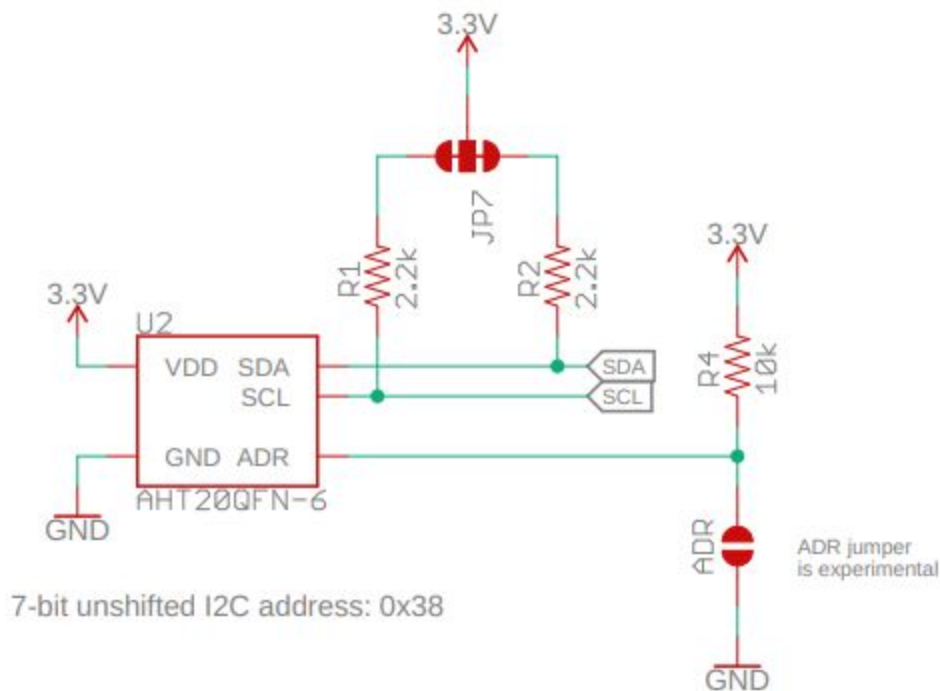 3.3V
JP7
R1
2.2k
R2
2.2k
3.3V
3.3V
U2
VDD SDA
SCL
GND ADR
AHT20QFN-6
GND
SDA
SCL
R4
10k
ADR
ADR jumper
is experimental
7-bit unshifted I2C address: 0x38
GND